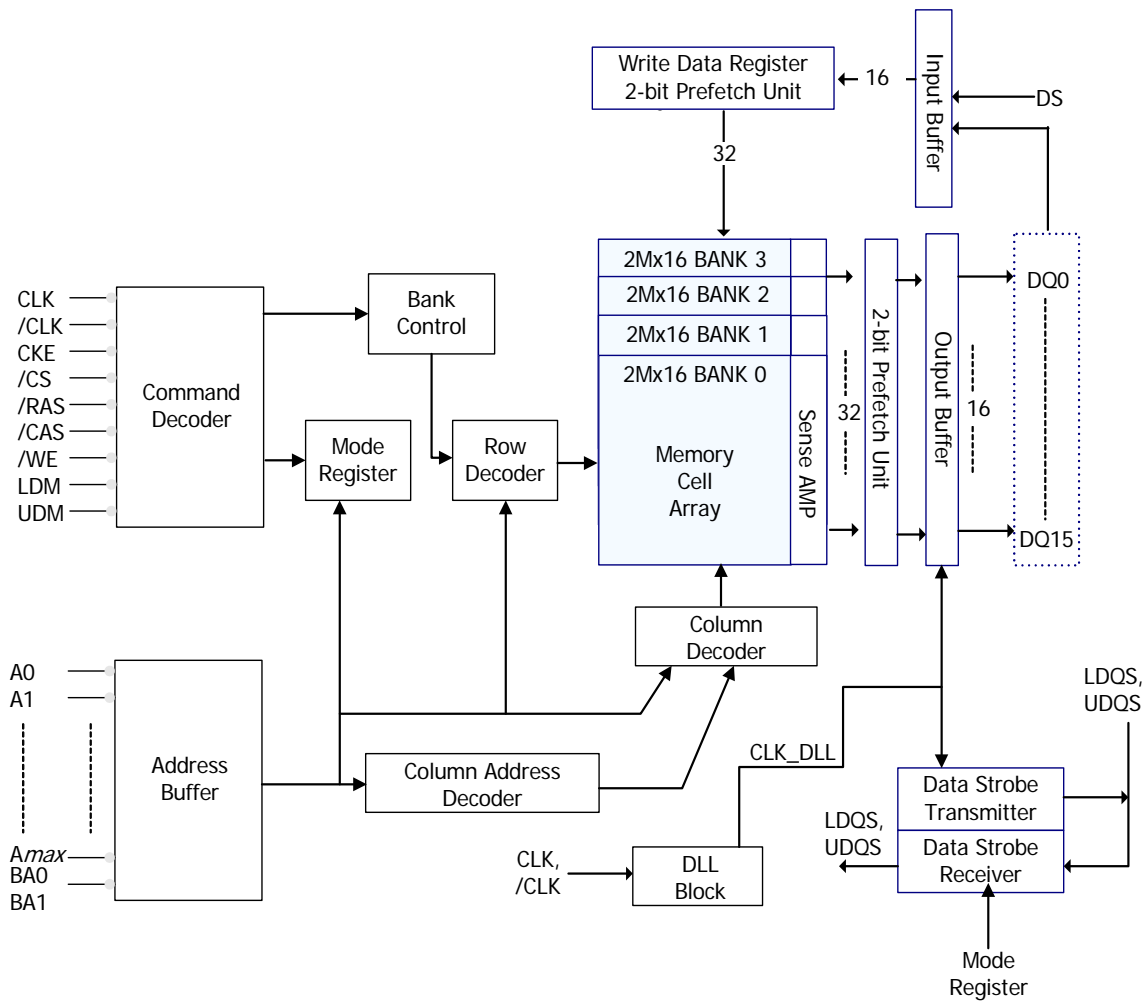 Write Data Register
2-bit Prefetch Unit
16
Input Buffer
DS
32
2Mx16 BANK 3
2Mx16 BANK 2
2Mx16 BANK 1
2Mx16 BANK 0
Memory
Cell
Array
Sense AMP
32
2-bit Prefetch Unit
Output Buffer
16
DQ0
DQ15
CLK
/CLK
CKE
/CS
/RAS
/CAS
/WE
LDM
UDM
Command
Decoder
Bank
Control
Mode
Register
Row
Decoder
Column
Decoder
A0
A1
Amax
BA0
BA1
Address
Buffer
Column Address
Decoder
CLK_DLL
CLK,
/CLK
DLL
Block
LDQS,
UDQS
Data Strobe
Transmitter
Data Strobe
Receiver
LDQS,
UDQS
Mode
Register